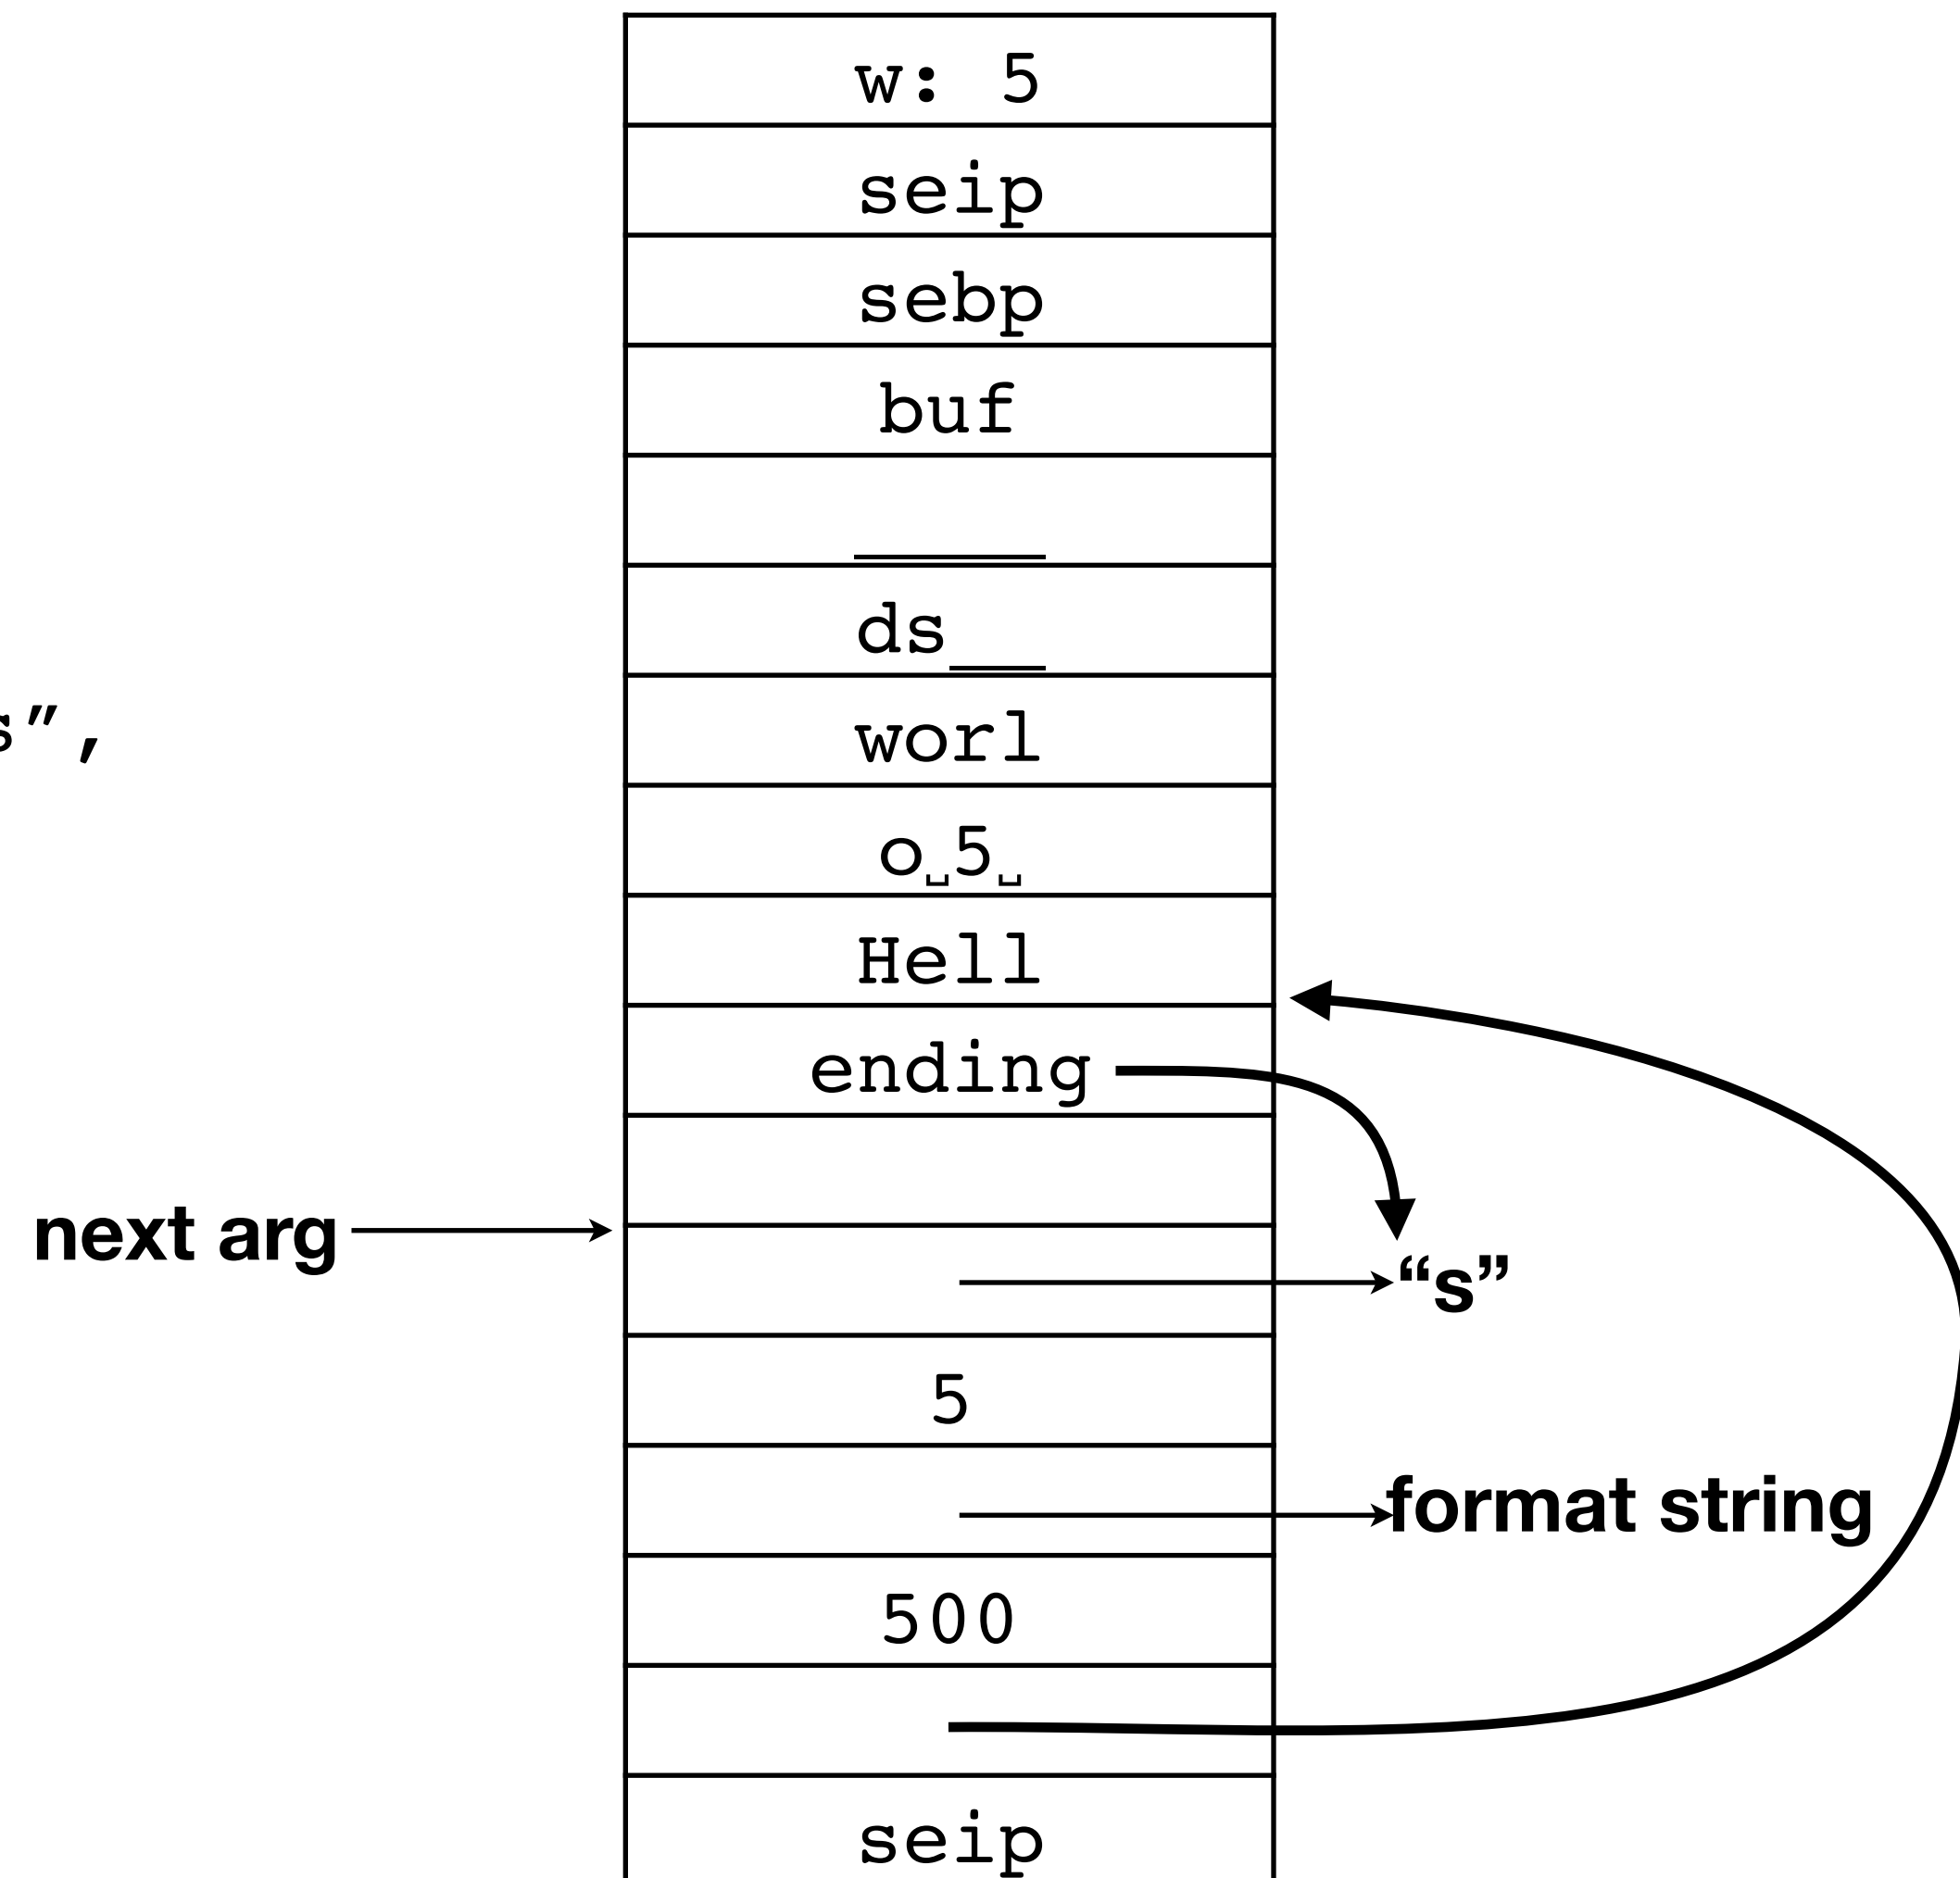 w: 5
seip
sebp
buf
____
ds__
s”,
worl
o␣5␣
Hell
ending
next arg
“s”
5
format string
500
seip